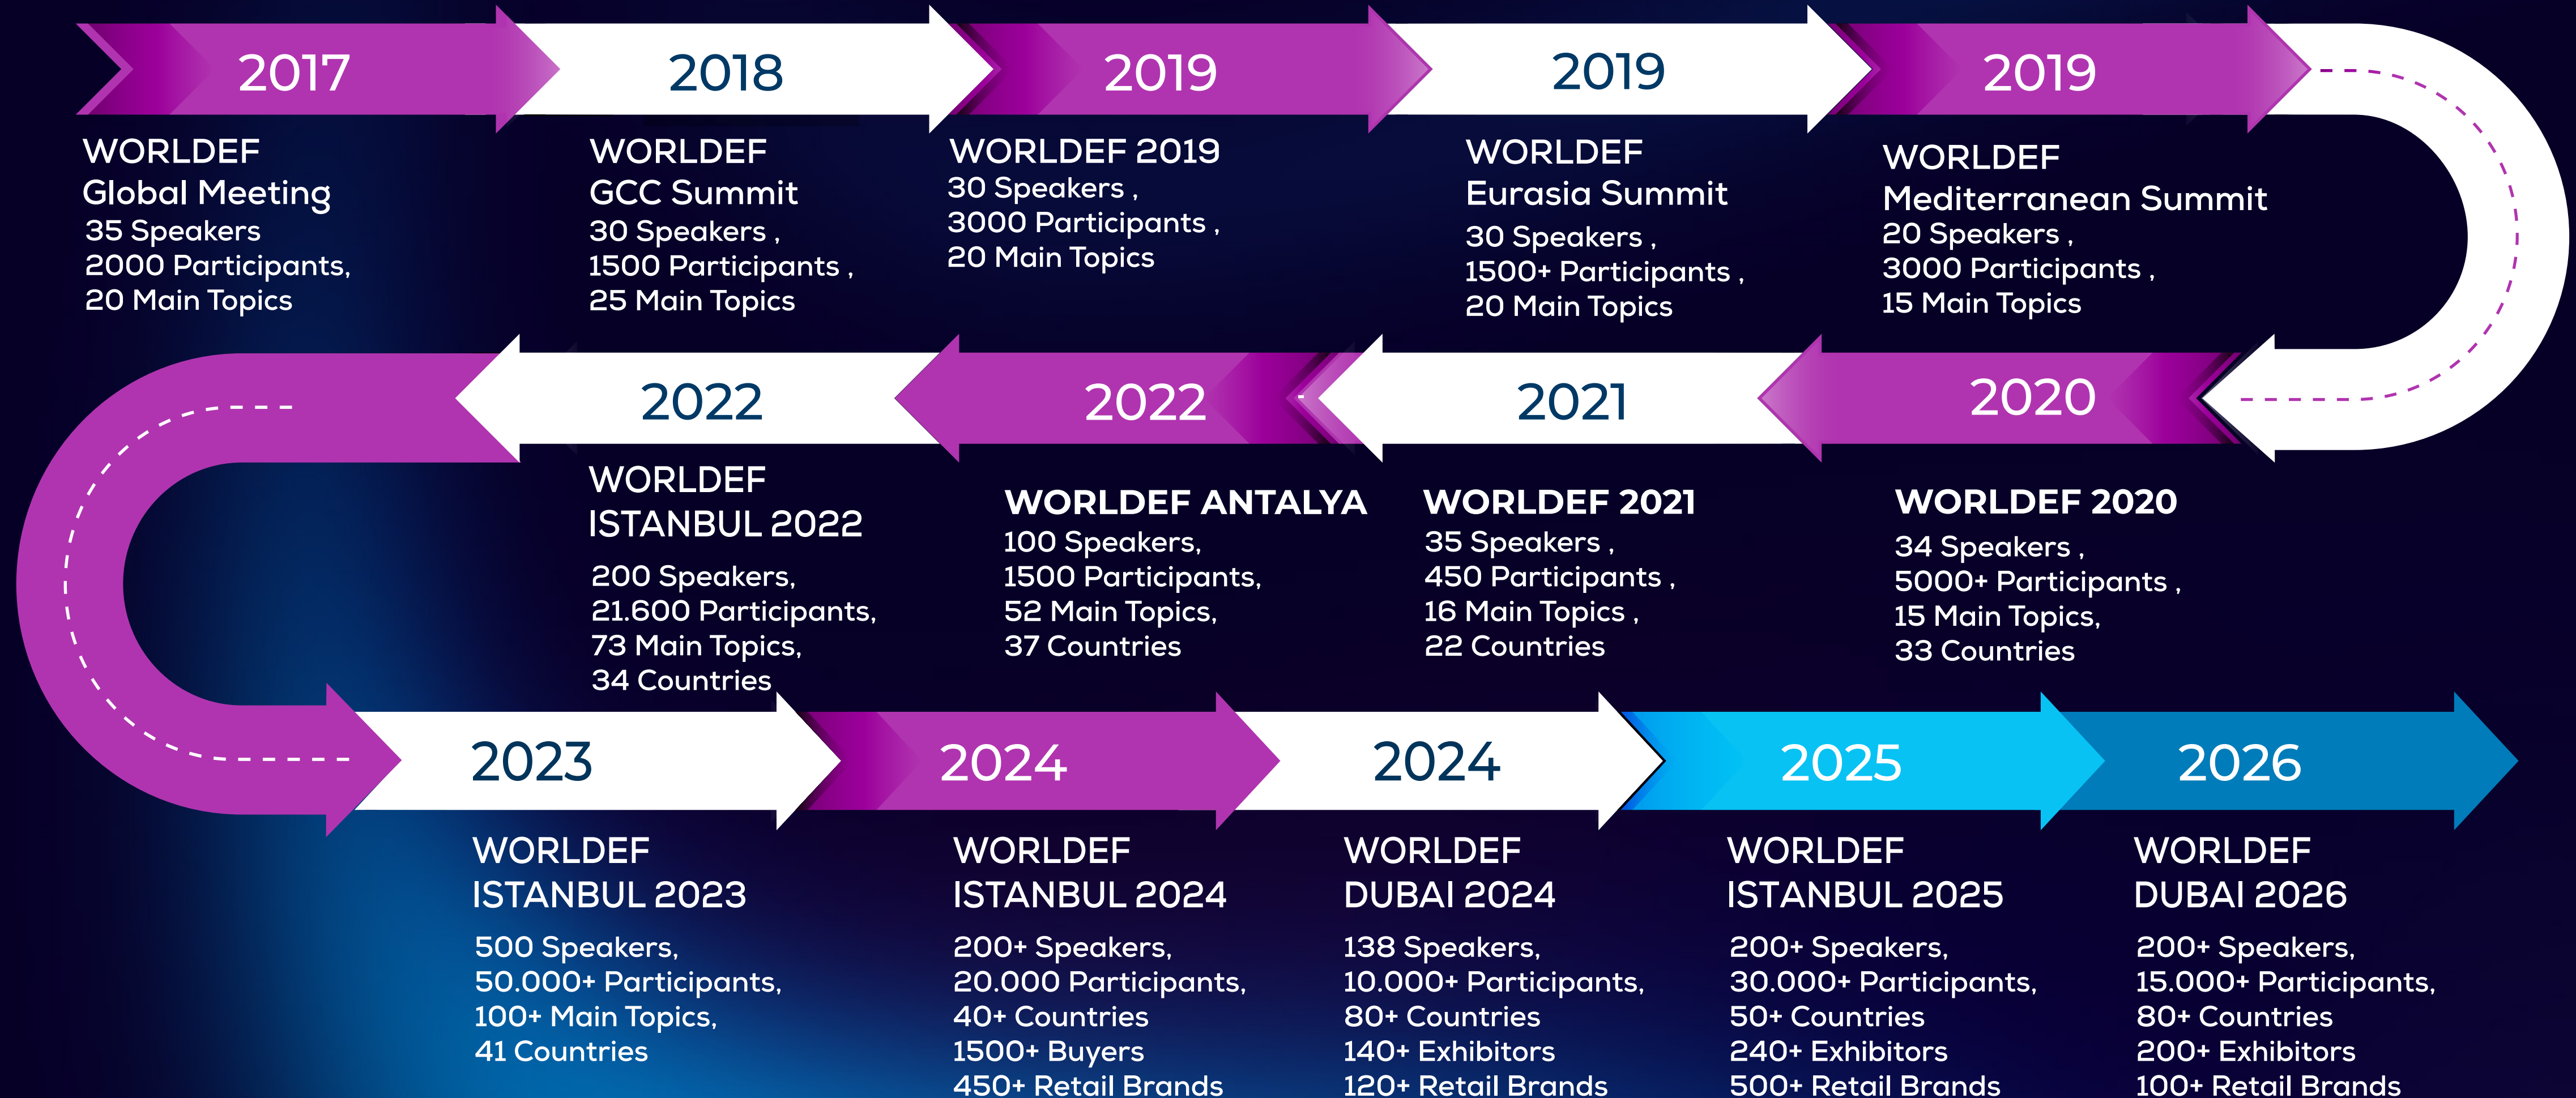 2017
WORLDEF
Global Meeting
35 Speakers
2000 Participants,
20 Main Topics
2018
WORLDEF
GCC Summit
30 Speakers ,
1500 Participants ,
25 Main Topics
2019
WORLDEF 2019
30 Speakers ,
3000 Participants ,
20 Main Topics
2019
WORLDEF
Eurasia Summit
30 Speakers ,
1500+ Participants ,
20 Main Topics
2019
WORLDEF
Mediterranean Summit
20 Speakers ,
3000 Participants ,
15 Main Topics
2020
WORLDEF 2020
34 Speakers ,
5000+ Participants ,
15 Main Topics,
33 Countries
2021
WORLDEF 2021
35 Speakers ,
450 Participants ,
16 Main Topics ,
22 Countries
2022
WORLDEF ANTALYA
100 Speakers,
1500 Participants,
52 Main Topics,
37 Countries
2022
WORLDEF
ISTANBUL 2022
200 Speakers,
21.600 Participants,
73 Main Topics,
34 Countries
2023
WORLDEF
ISTANBUL 2023
500 Speakers,
50.000+ Participants,
100+ Main Topics,
41 Countries
2024
WORLDEF
ISTANBUL 2024
200+ Speakers,
20.000 Participants,
40+ Countries
1500+ Buyers
450+ Retail Brands
2024
WORLDEF
DUBAI 2024
138 Speakers,
10.000+ Participants,
80+ Countries
140+ Exhibitors
120+ Retail Brands
2025
WORLDEF
ISTANBUL 2025
200+ Speakers,
30.000+ Participants,
50+ Countries
240+ Exhibitors
500+ Retail Brands
2026
WORLDEF
DUBAI 2026
200+ Speakers,
15.000+ Participants,
80+ Countries
200+ Exhibitors
100+ Retail Brands